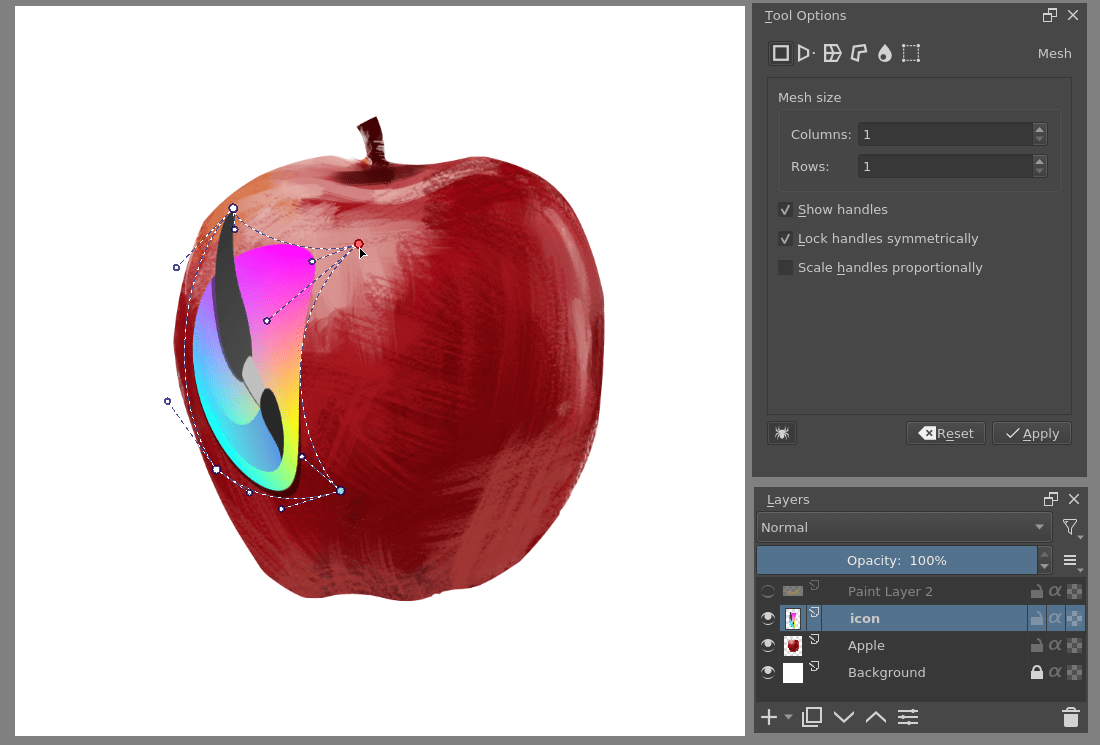 Tool Options
Mesh
Mesh size
Columns: 1
Rows: 1
Show handles
Lock handles symmetrically
Scale handles proportionally
Reset
Apply
Layers
Normal
Opacity: 100%
Paint Layer 2
icon
Apple
Background